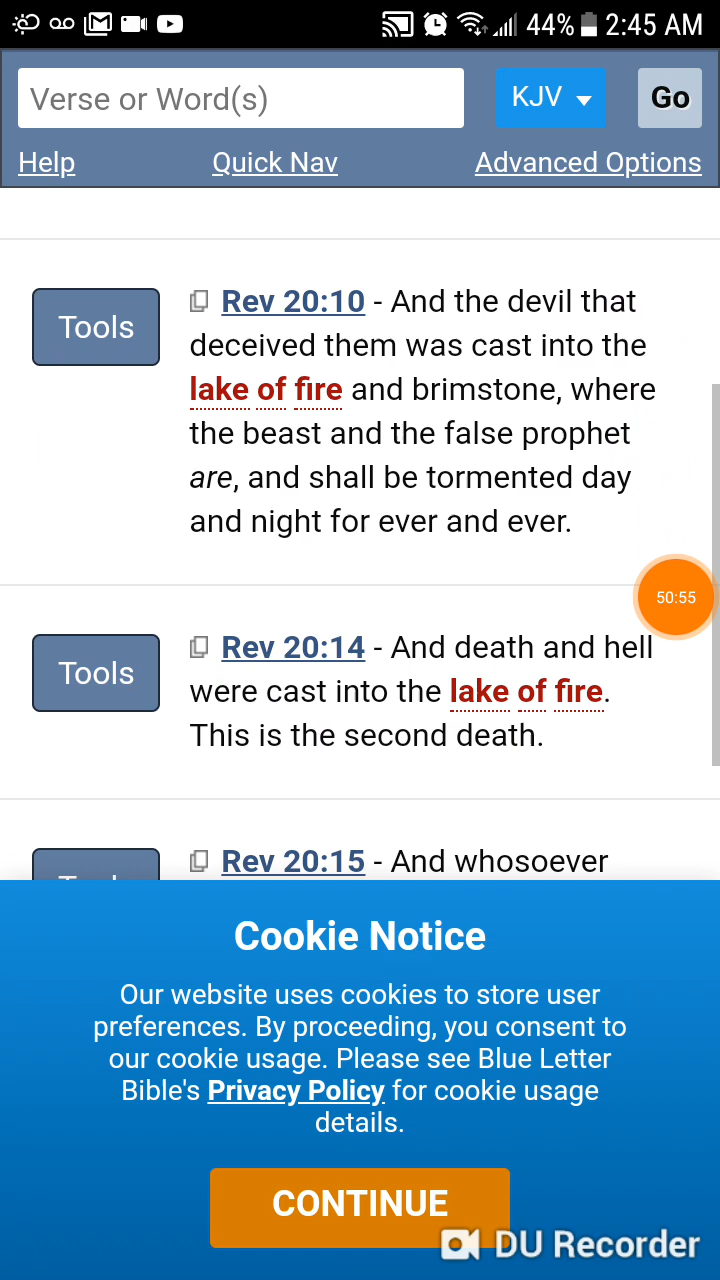 44% 2:45 AM
Verse or Word(s) KJV Go
Help Quick Nav Advanced Options
Tools Rev 20:10 - And the devil that
deceived them was cast into the
lake of fire and brimstone, where
the beast and the false prophet
are, and shall be tormented day
and night for ever and ever.
50:55
Tools Rev 20:14 - And death and hell
were cast into the lake of fire.
This is the second death.
Rev 20:15 - And whosoever
Cookie Notice
Our website uses cookies to store user
preferences. By proceeding, you consent to
our cookie usage. Please see Blue Letter
Bible's Privacy Policy for cookie usage
details.
CONTINUE
DU Recorder